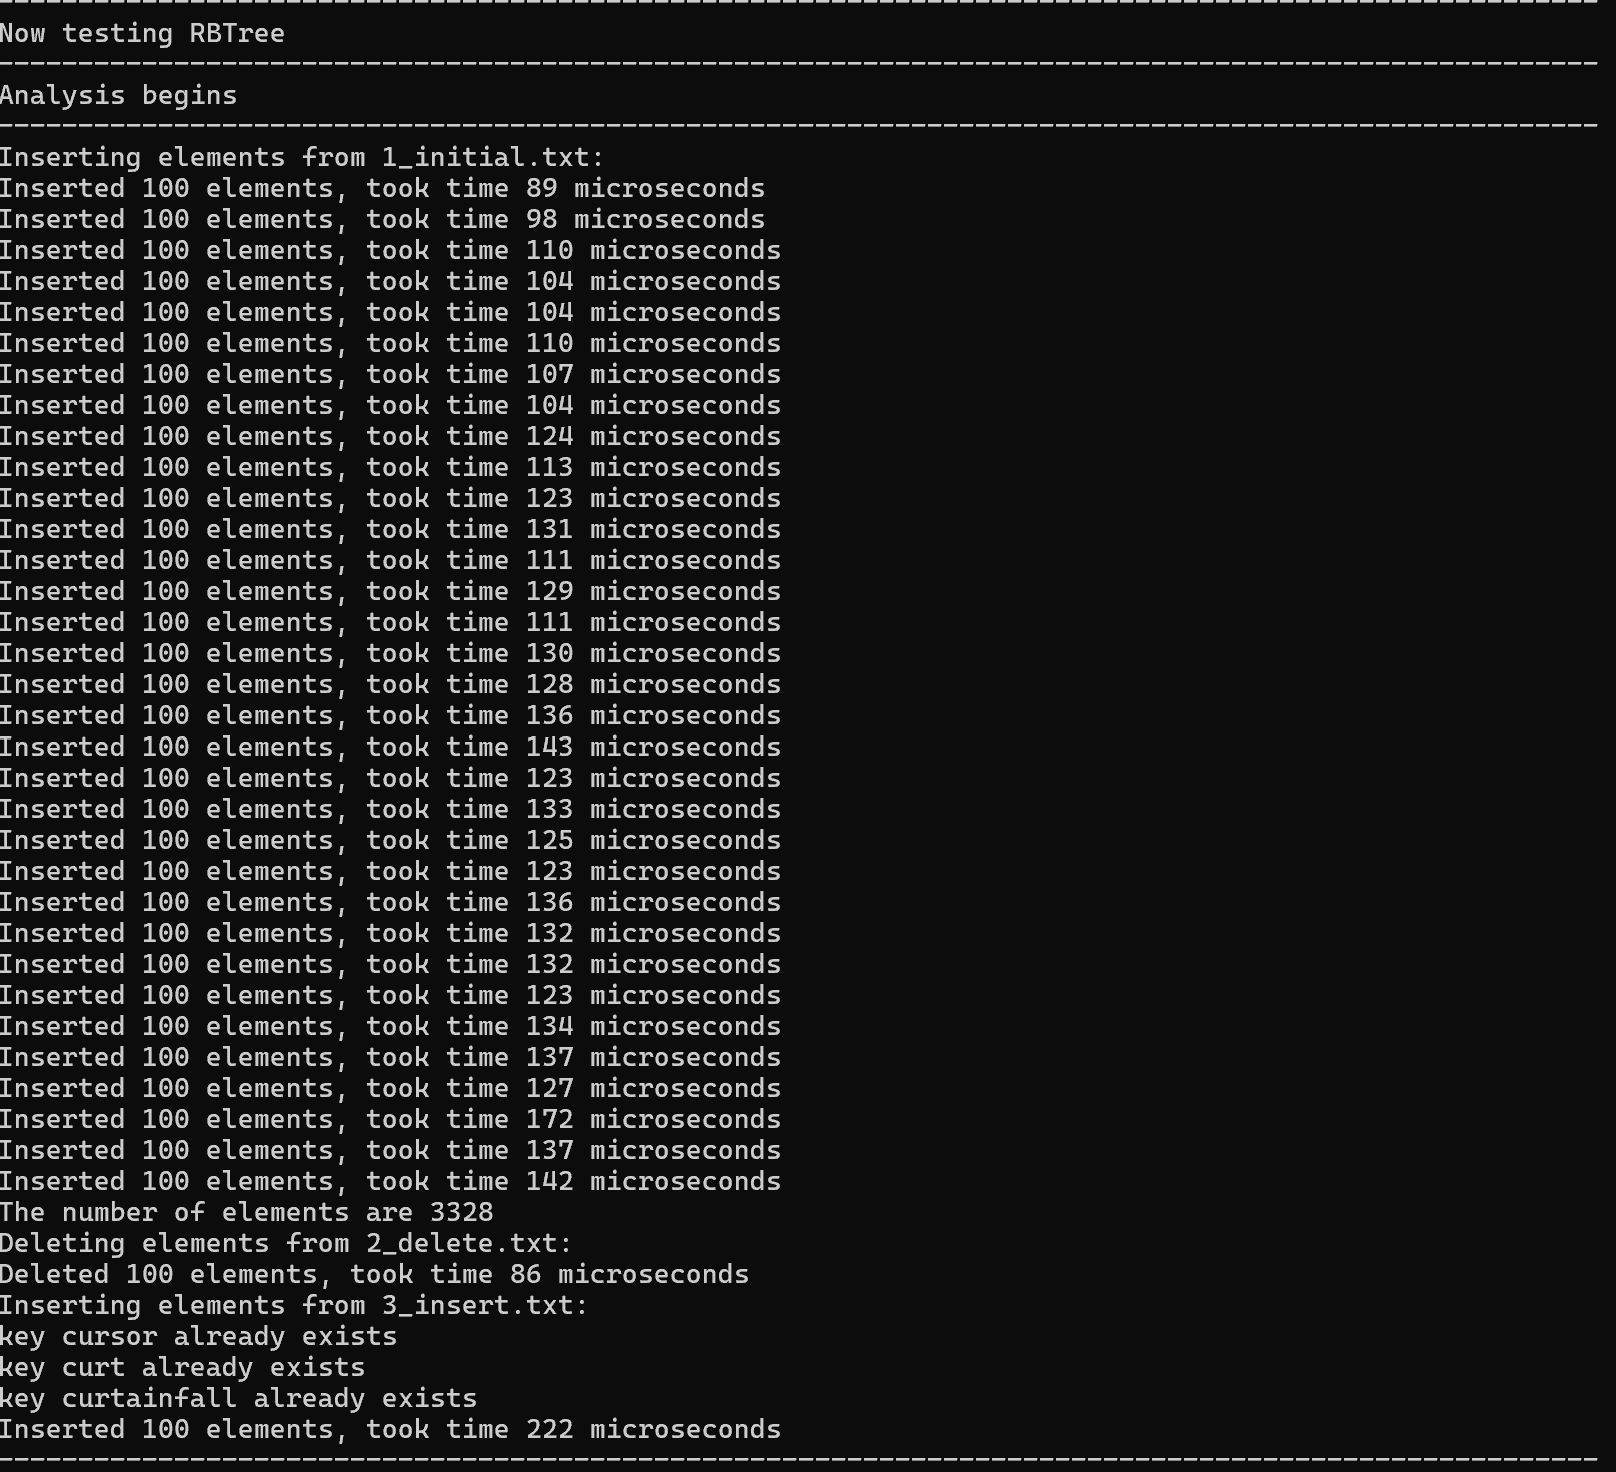 Now testing RBTree
Analysis begins
Inserting elements from 1_initial.txt:
Inserted 100 elements, took time 89 microseconds
Inserted 100 elements, took time 98 microseconds
Inserted 100 elements, took time 110 microseconds
Inserted 100 elements, took time 104 microseconds
Inserted 100 elements, took time 104 microseconds
Inserted 100 elements, took time 110 microseconds
Inserted 100 elements, took time 107 microseconds
Inserted 100 elements, took time 104 microseconds
Inserted 100 elements, took time 124 microseconds
Inserted 100 elements, took time 113 microseconds
Inserted 100 elements, took time 123 microseconds
Inserted 100 elements, took time 131 microseconds
Inserted 100 elements, took time 111 microseconds
Inserted 100 elements, took time 129 microseconds
Inserted 100 elements, took time 111 microseconds
Inserted 100 elements, took time 130 microseconds
Inserted 100 elements, took time 128 microseconds
Inserted 100 elements, took time 136 microseconds
Inserted 100 elements, took time 143 microseconds
Inserted 100 elements, took time 123 microseconds
Inserted 100 elements, took time 133 microseconds
Inserted 100 elements, took time 125 microseconds
Inserted 100 elements, took time 123 microseconds
Inserted 100 elements, took time 136 microseconds
Inserted 100 elements, took time 132 microseconds
Inserted 100 elements, took time 132 microseconds
Inserted 100 elements, took time 123 microseconds
Inserted 100 elements, took time 134 microseconds
Inserted 100 elements, took time 137 microseconds
Inserted 100 elements, took time 127 microseconds
Inserted 100 elements, took time 172 microseconds
Inserted 100 elements, took time 137 microseconds
Inserted 100 elements, took time 142 microseconds
The number of elements are 3328
Deleting elements from 2_delete.txt:
Deleted 100 elements, took time 86 microseconds
Inserting elements from 3_insert.txt:
key cursor already exists
key curt already exists
key curtainfall already exists
Inserted 100 elements, took time 222 microseconds